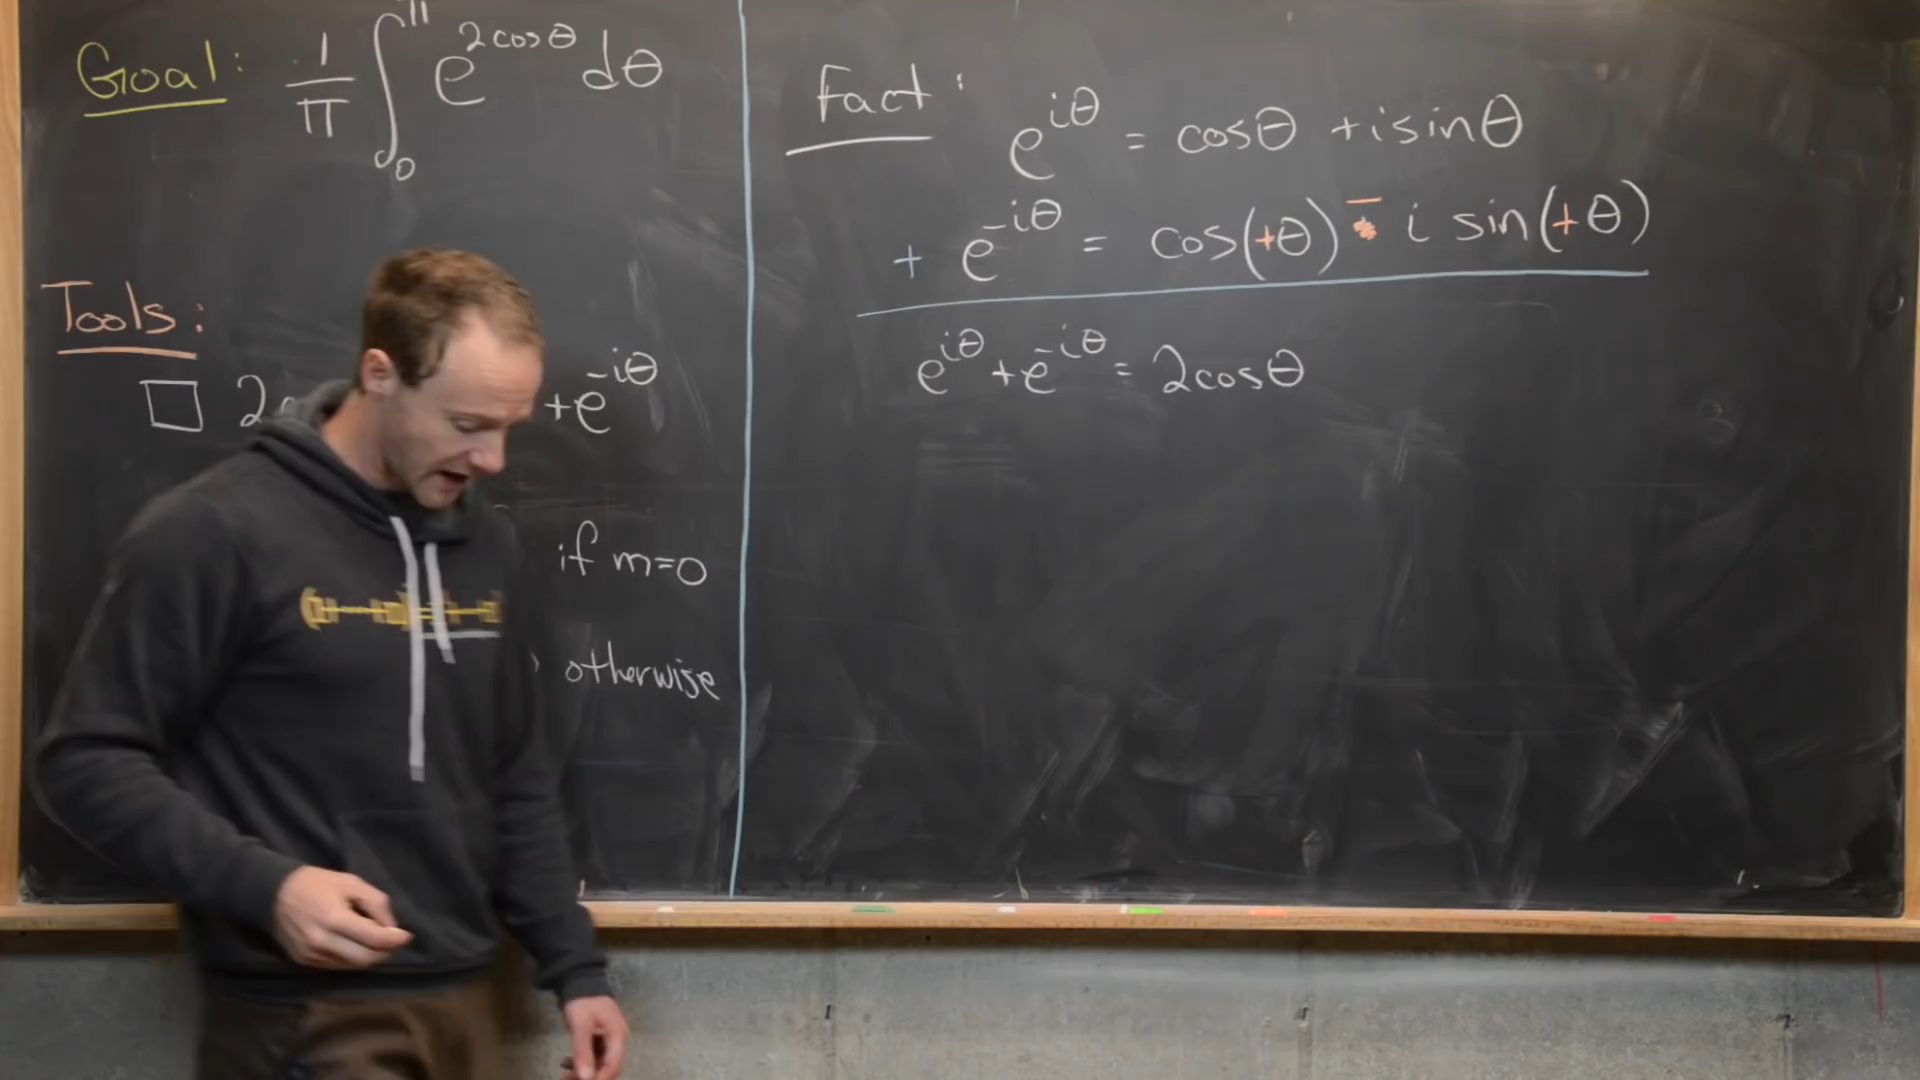 Goal: 1/π ∫₀^π e^{2cosθ} dθ
Tools:
□ 2 +e^{-iθ}
if m=0
, otherwise
Fact:
e^{iθ} = cosθ + i sinθ
+ e^{-iθ} = cos(+θ) - i sin(+θ)
e^{iθ} + e^{-iθ} = 2cosθ